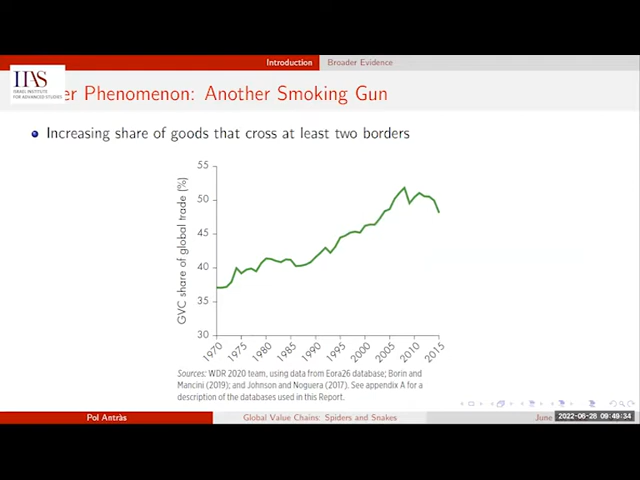 Introduction
Broader Evidence
IIAS
ISRAEL INSTITUTE
FOR ADVANCED STUDIES
er Phenomenon: Another Smoking Gun
Increasing share of goods that cross at least two borders
GVC share of global trade (%)
55
50
45
40
35
30
1970
1975
1980
1985
1990
1995
2000
2005
2010
2015
Sources: WDR 2020 team, using data from Eora26 database; Borin and
Mancini (2019); and Johnson and Noguera (2017). See appendix A for a
description of the databases used in this Report.
Pol Antràs
Global Value Chains: Spiders and Snakes
June
2022-06-28 09:49:34